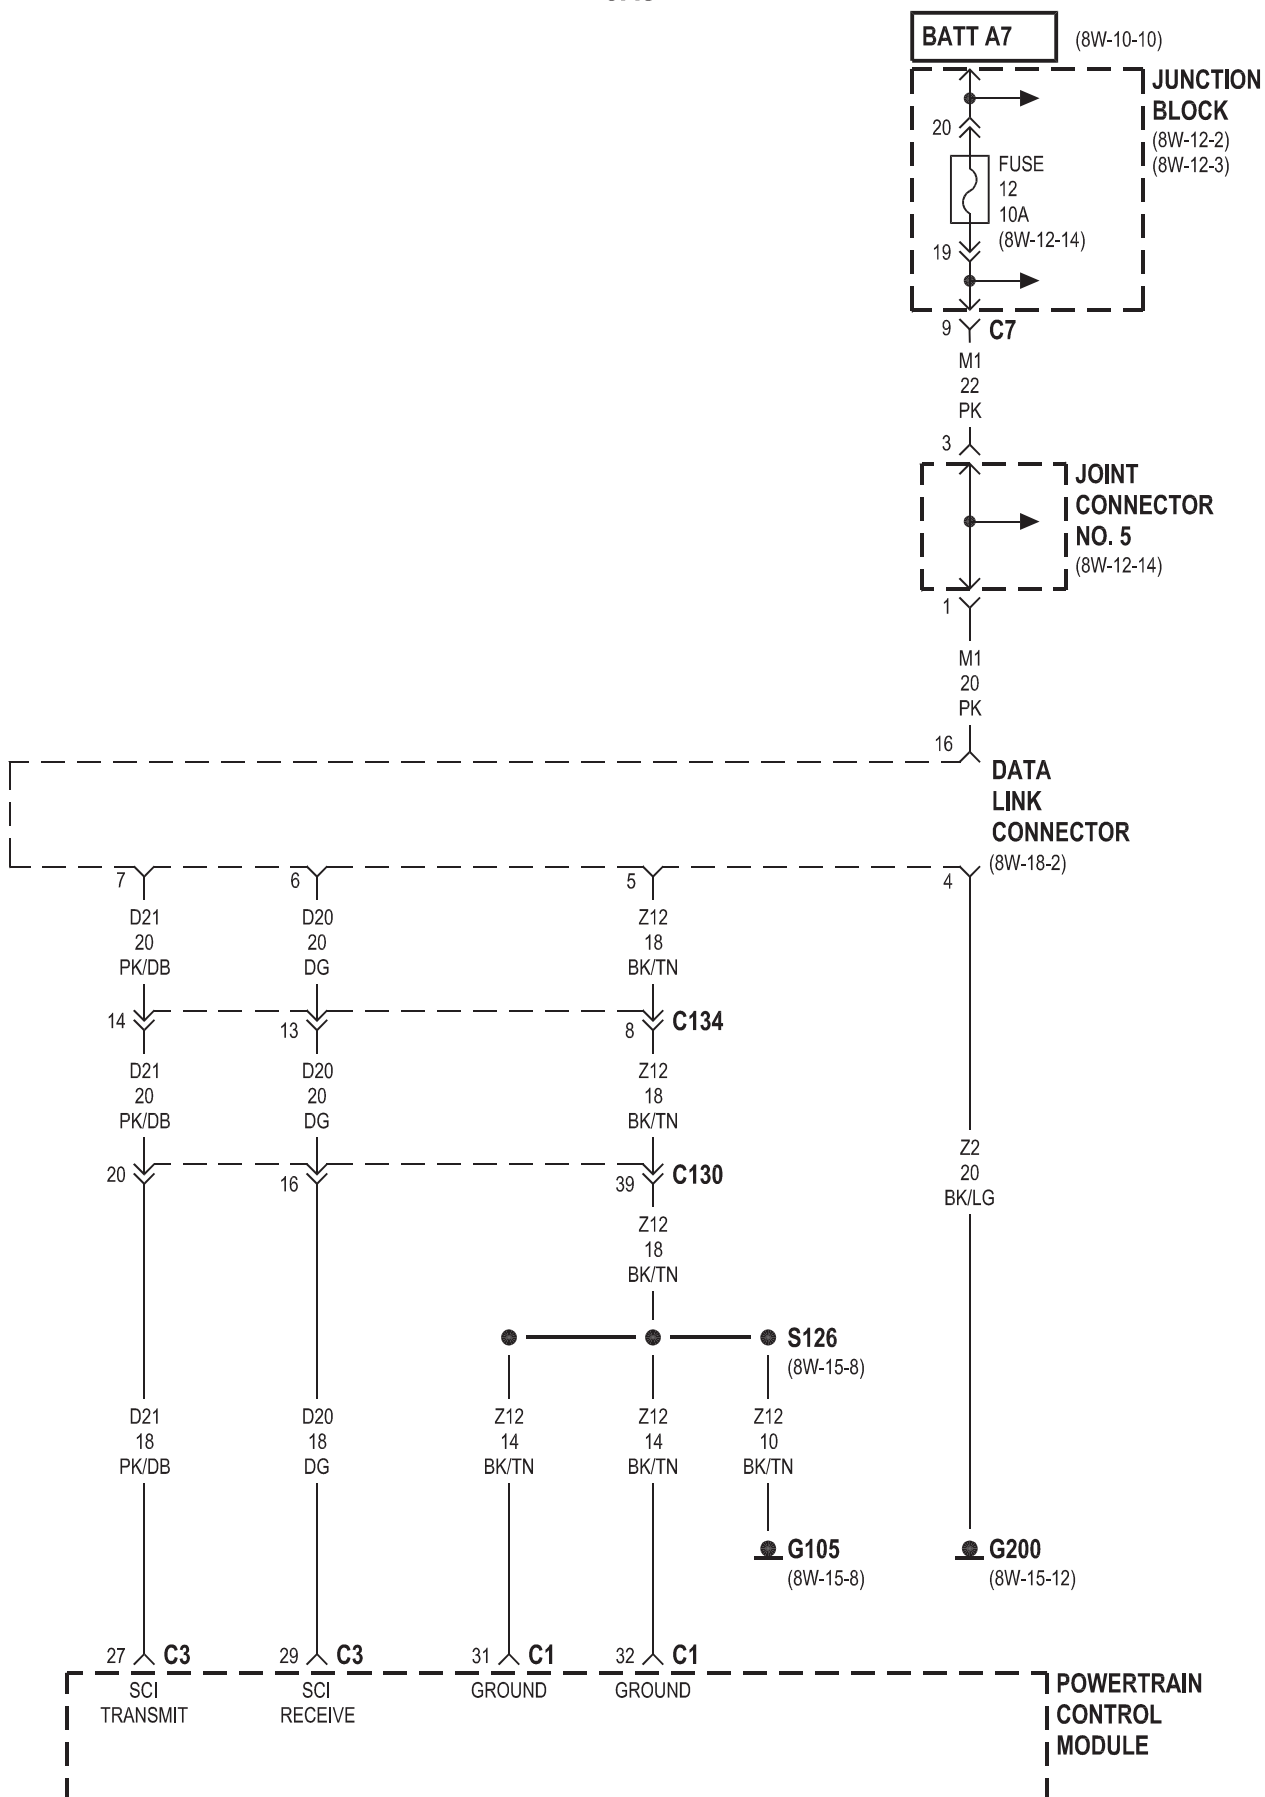 BATT A7 (8W-10-10)
JUNCTION
BLOCK
(8W-12-2)
(8W-12-3)
20
FUSE
12
10A
(8W-12-14)
19
9 C7
M1
22
PK
3
JOINT
CONNECTOR
NO. 5
(8W-12-14)
1
M1
20
PK
16
DATA
LINK
CONNECTOR
(8W-18-2)
7 6 5 4
D21 D20 Z12
20 20 18
PK/DB DG BK/TN
14 13 8 C134
D21 D20 Z12
20 20 18
PK/DB DG BK/TN
20 16 39 C130
Z2
20
BK/LG
Z12
18
BK/TN
S126
(8W-15-8)
D21 D20 Z12 Z12 Z12
18 18 14 14 10
PK/DB DG BK/TN BK/TN BK/TN
G105 G200
(8W-15-8) (8W-15-12)
27 C3 29 C3 31 C1 32 C1
SCI SCI GROUND GROUND
TRANSMIT RECEIVE
POWERTRAIN
CONTROL
MODULE